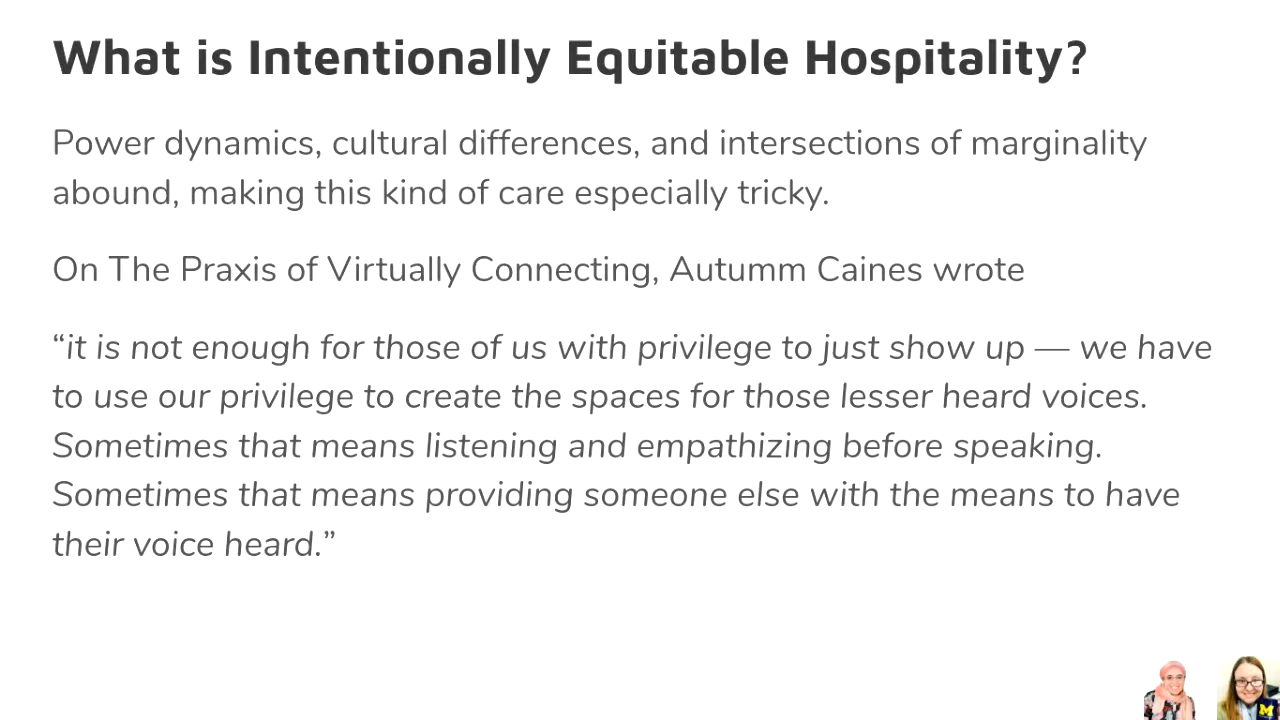 What is Intentionally Equitable Hospitality?
Power dynamics, cultural differences, and intersections of marginality
abound, making this kind of care especially tricky.
On The Praxis of Virtually Connecting, Autumm Caines wrote
“it is not enough for those of us with privilege to just show up — we have
to use our privilege to create the spaces for those lesser heard voices.
Sometimes that means listening and empathizing before speaking.
Sometimes that means providing someone else with the means to have
their voice heard.”
M